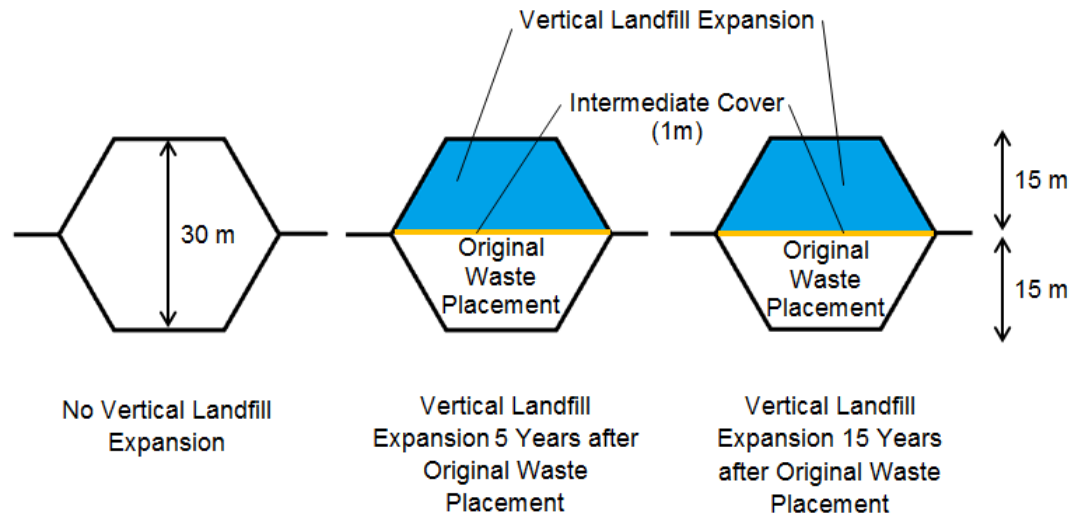 Vertical Landfill Expansion
Intermediate Cover
(1m)
30 m
Original
Waste
Placement
Original
Waste
Placement
15 m
15 m
No Vertical Landfill
Expansion
Vertical Landfill
Expansion 5 Years after
Original Waste
Placement
Vertical Landfill
Expansion 15 Years
after Original Waste
Placement